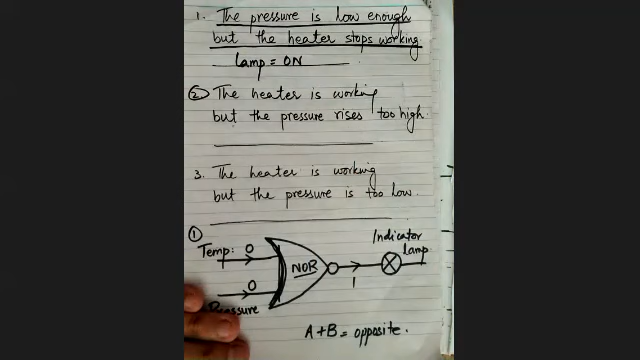 1. The pressure is low enough
but the heater stops working.
Lamp = ON
② The heater is working
but the pressure rises too high.
3. The heater is working
but the pressure is too low.
①
Temp: 0
NOR
Indicator
Lamp
1
0
Pressure
A + B = opposite.